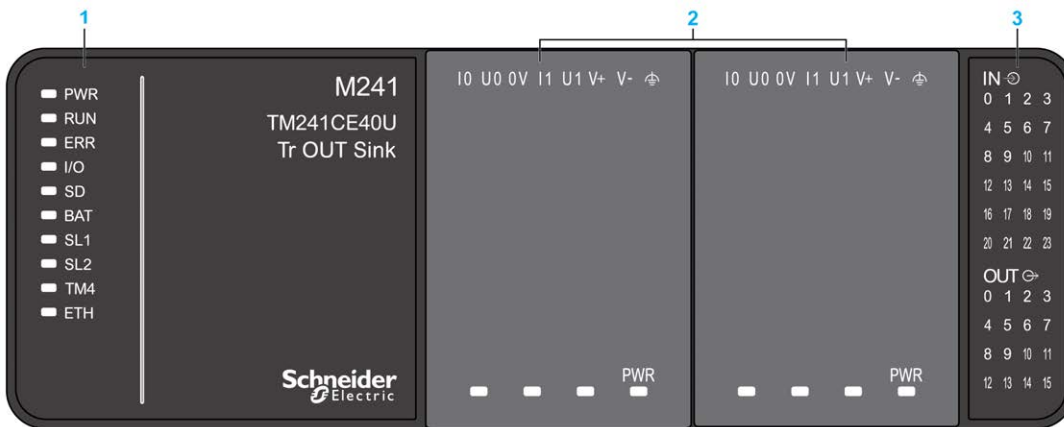 1
2
3
PWR
RUN
ERR
I/O
SD
BAT
SL1
SL2
TM4
ETH
M241
TM241CE40U
Tr OUT Sink
Schneider
Electric
I0 U0 0V I1 U1 V+ V-
PWR
I0 U0 0V I1 U1 V+ V-
PWR
IN
0 1 2 3
4 5 6 7
8 9 10 11
12 13 14 15
16 17 18 19
20 21 22 23
OUT
0 1 2 3
4 5 6 7
8 9 10 11
12 13 14 15